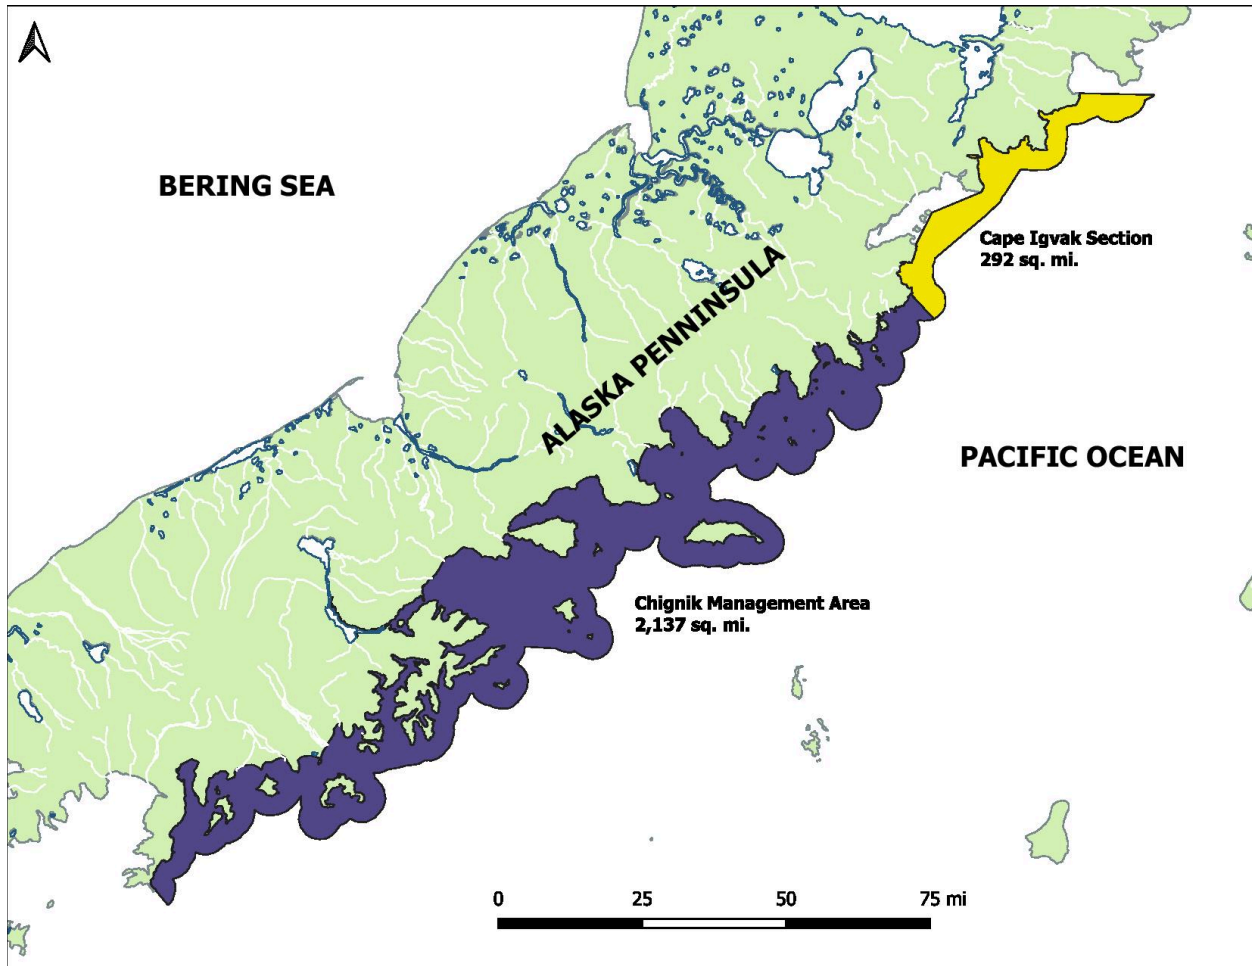 BERING SEA
Cape Igvak Section
292 sq. mi.
ALASKA PENNINSULA
PACIFIC OCEAN
Chignik Management Area
2,137 sq. mi.
0 25 50 75 mi